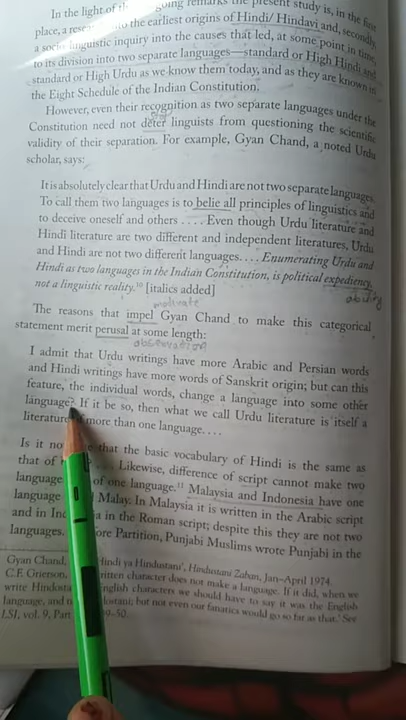 In the light of the going remarks the present study is, in the first
place, a into the earliest origins of Hindi/Hindavi and, secondly,
a socio linguistic inquiry into the causes that led, at some point in time,
to its division into two separate languages—standard or High Hindi and
standard or High Urdu as we know them today, and as they are known in
the Eight Schedule of the Indian Constitution.
However, even their recognition as two separate languages under the
Constitution need not deter linguists from questioning the scientific
validity of their separation. For example, Gyan Chand, a noted Urdu
scholar, says:
It is absolutely clear that Urdu and Hindi are not two separate languages.
To call them two languages is to belie all principles of linguistics and
to deceive oneself and others . . . . Even though Urdu literature and
Hindi literature are two different and independent literatures, Urdu
and Hindi are not two different languages. . . . Enumerating Urdu and
Hindi as two languages in the Indian Constitution, is political expediency,
not a linguistic reality.10 [italics added]
ability
motivate
The reasons that impel Gyan Chand to make this categorical
statement merit perusal at some length:
observation
I admit that Urdu writings have more Arabic and Persian words
and Hindi writings have more words of Sanskrit origin; but can this
feature, the individual words, change a language into some other
language? If it be so, then what we call Urdu literature is itself a
literature more than one language. . . .
Is it no that the basic vocabulary of Hindi is the same as
that of . Likewise, difference of script cannot make two
language of one language.11 Malaysia and Indonesia have one
language Malay. In Malaysia it is written in the Arabic script
and in In a in the Roman script; despite this they are not two
languages. ore Partition, Punjabi Muslims wrote Punjabi in the
Gyan Chand, Hindi ya Hindustani', Hindustani Zaban, Jan–April 1974.
C.F. Grierson, ritten character does not make a language. If it did, when we
write Hindosta English characters we should have to say it was the English
language, and n dostani; but not even our fanatics would go so far as that.' See
LSI, vol. 9, Part 9–50.